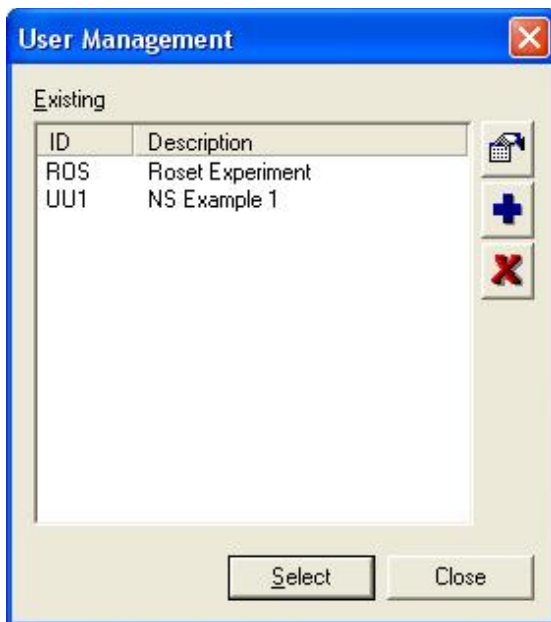 User Management
Existing
ID Description
ROS Roset Experiment
UU1 NS Example 1
Select Close